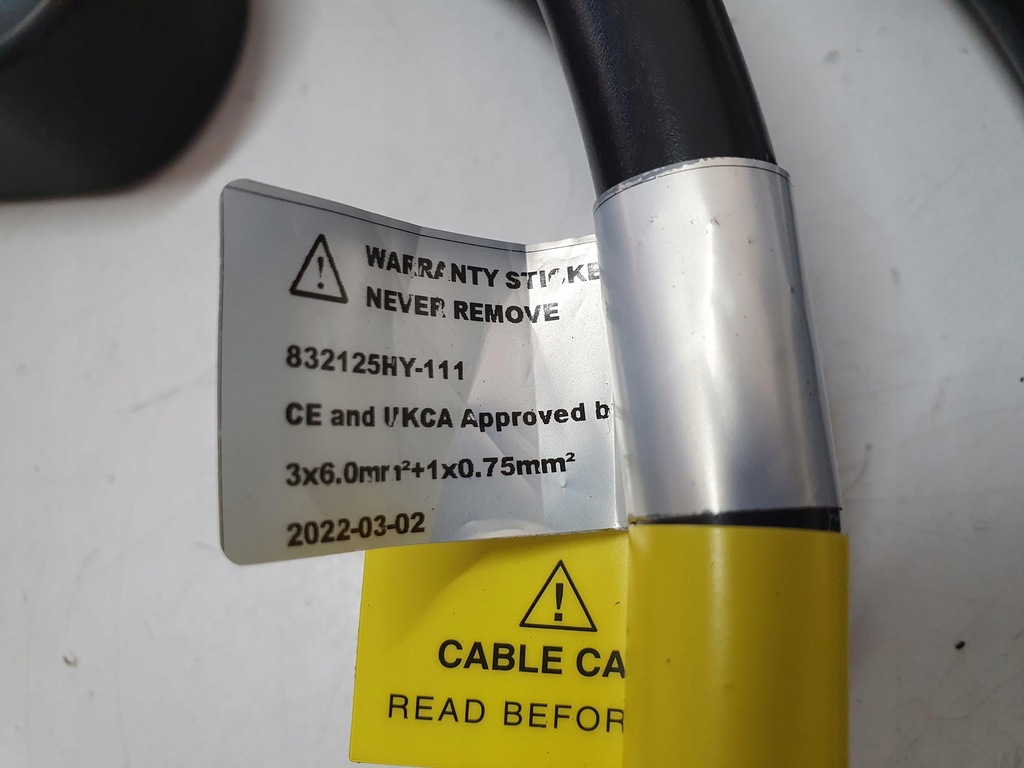 WARRANTY STICKE
NEVER REMOVE
832125HY-111
CE and UKCA Approved b
3x6.0mm²+1x0.75mm²
2022-03-02
CABLE CA
READ BEFOR